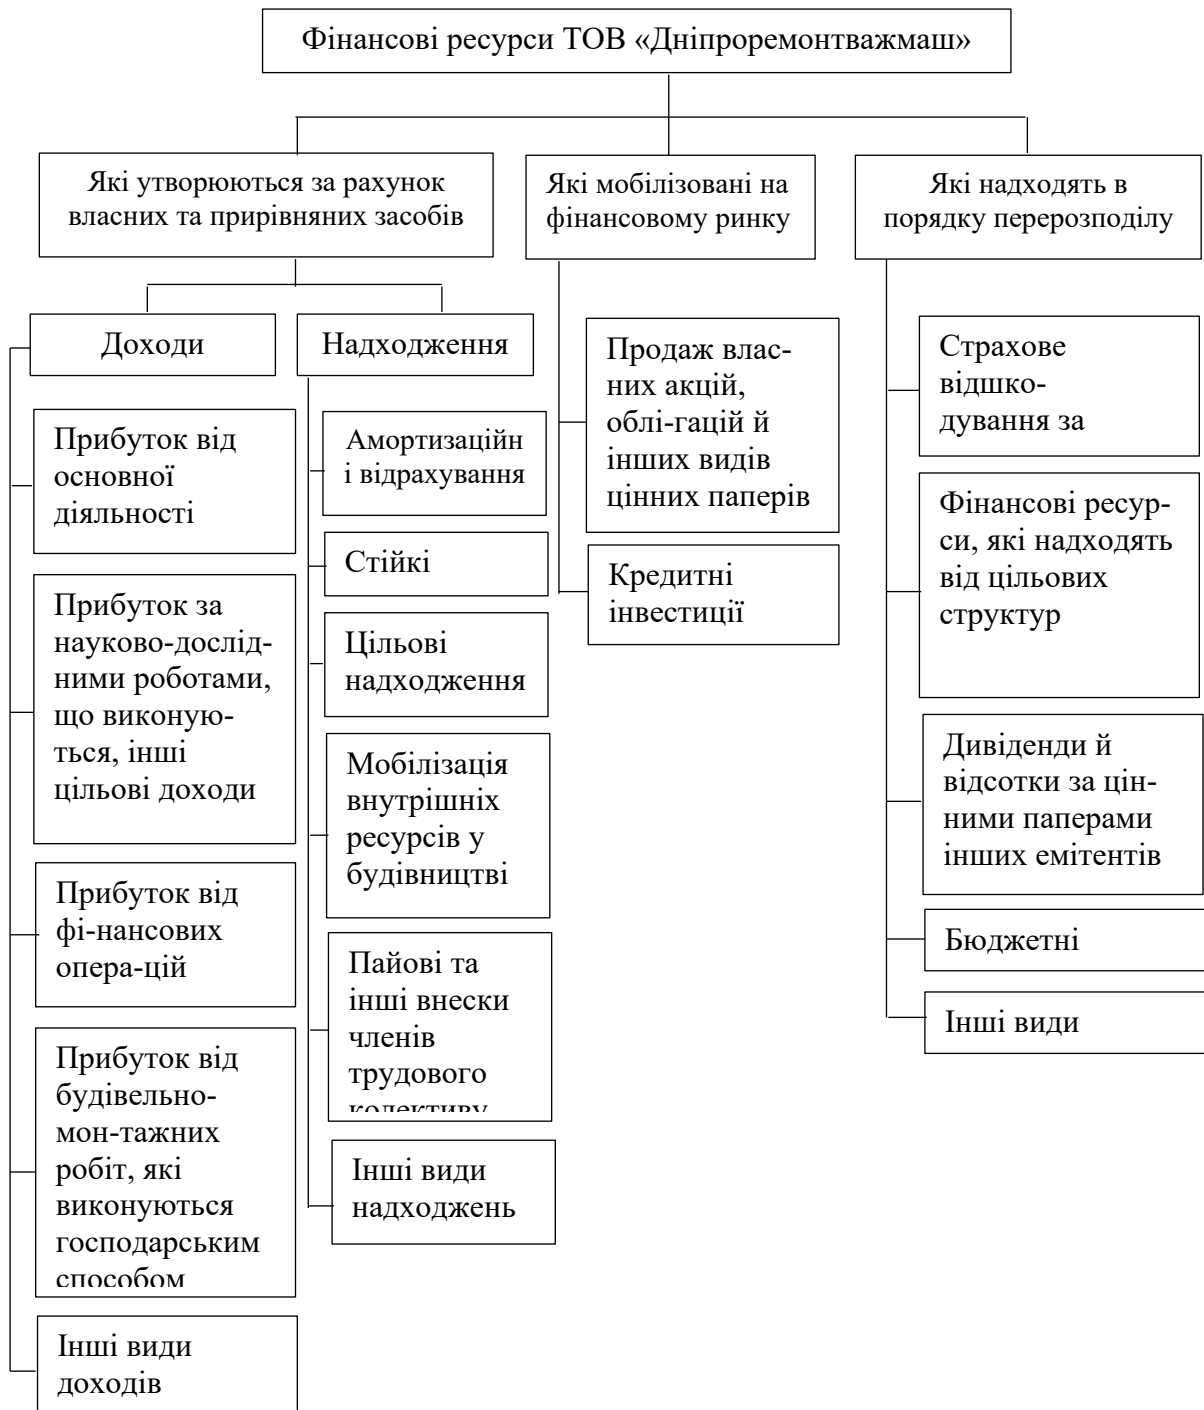 Фінансові ресурси ТОВ «Дніпроремонтважмаш»
Які утворюються за рахунок
власних та прирівняних засобів
Які мобілізовані на
фінансовому ринку
Які надходять в
порядку перерозподілу
Доходи
Прибуток від
основної
діяльності
Прибуток за
науково-дослід-
ними роботами,
що виконую-
ться, інші
цільові доходи
Прибуток від
фі-нансових
опера-цій
Прибуток від
будівельно-
мон-тажних
робіт, які
виконуються
господарським
способом
Інші види
доходів
Надходження
Амортизаційн
і відрахування
Стійкі
Цільові
надходження
Мобілізація
внутрішніх
ресурсів у
будівництві
Пайові та
інші внески
членів
трудового
колективу
Інші види
надходжень
Продаж влас-
них акцій,
облі-гацій й
інших видів
цінних паперів
Кредитні
інвестиції
Страхове
відшко-
дування за
Фінансові ресур-
си, які надходять
від цільових
структур
Дивіденди й
відсотки за цін-
ними паперами
інших емітентів
Бюджетні
Інші види